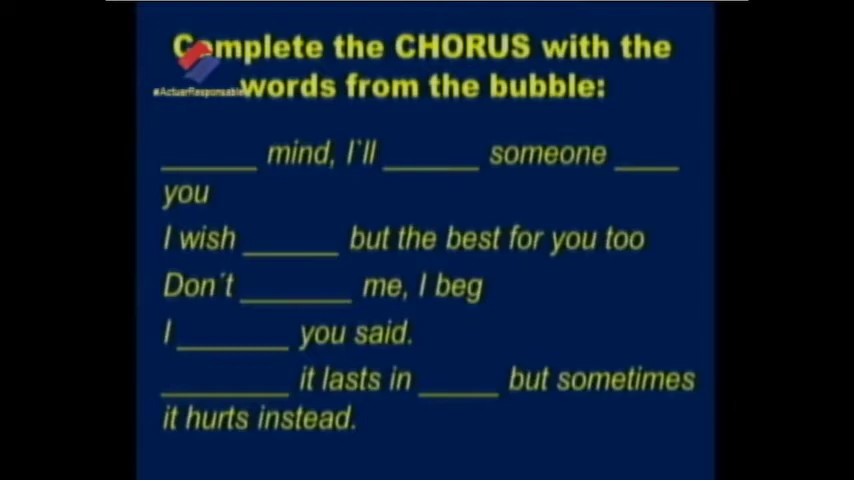 Complete the CHORUS with the
#ActuarResponsable
words from the bubble:
______ mind, I`ll ______ someone ____
you
I wish ______ but the best for you too
Don´t _______ me, I beg
I _______ you said.
________ it lasts in _____ but sometimes
it hurts instead.